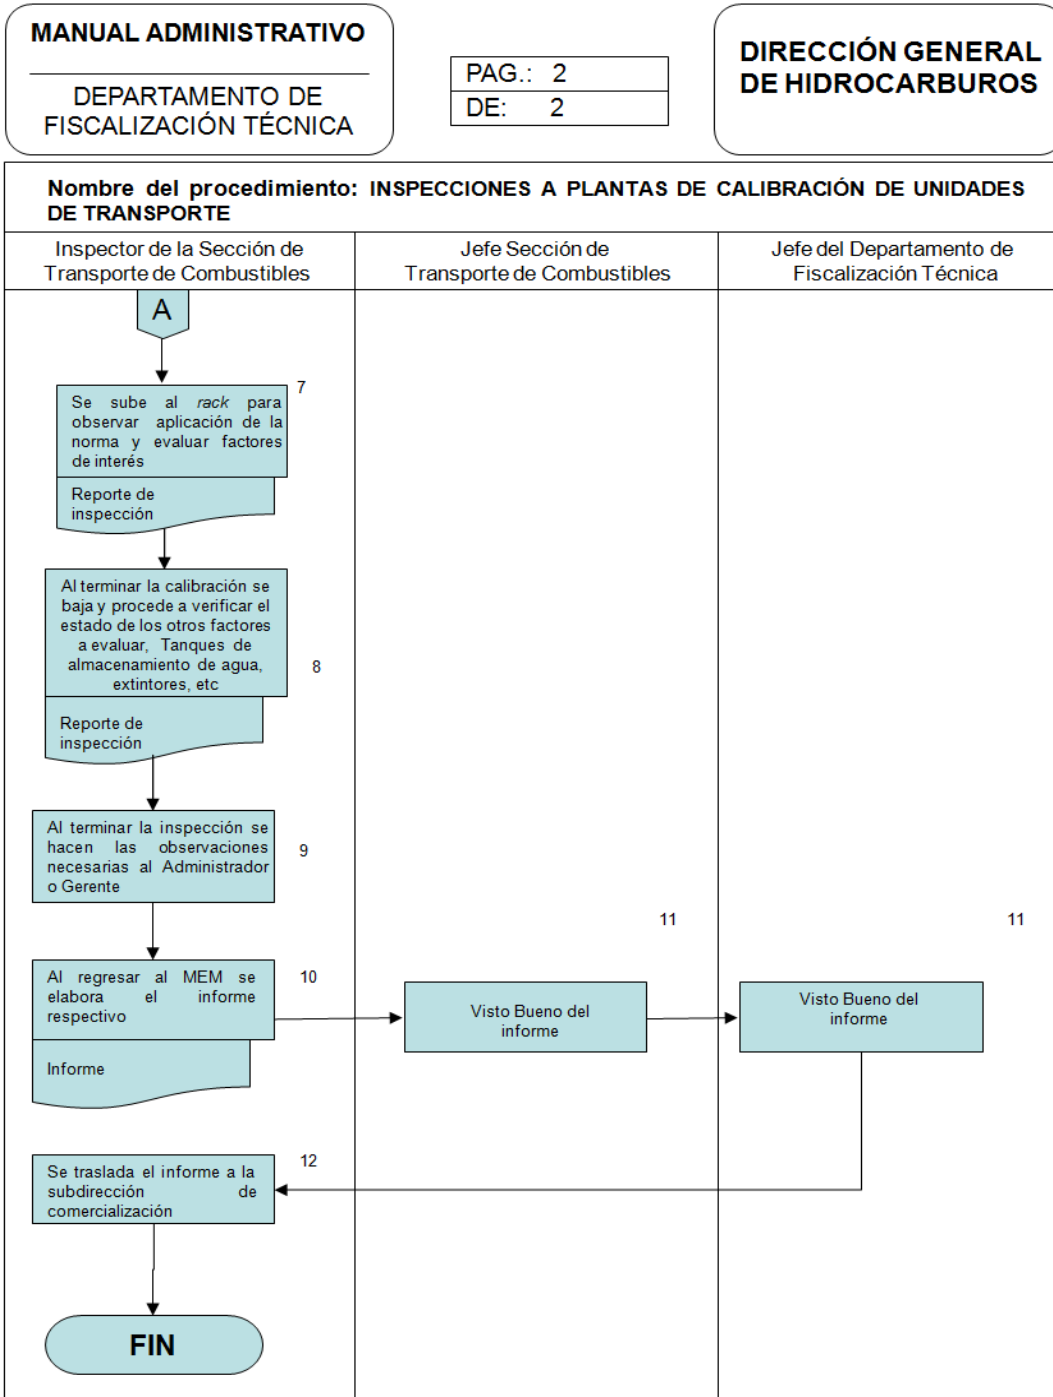 MANUAL ADMINISTRATIVO
DEPARTAMENTO DE
FISCALIZACIÓN TÉCNICA
PAG.: 2
DE: 2
DIRECCIÓN GENERAL
DE HIDROCARBUROS
Nombre del procedimiento: INSPECCIONES A PLANTAS DE CALIBRACIÓN DE UNIDADES
DE TRANSPORTE
Inspector de la Sección de
Transporte de Combustibles
Jefe Sección de
Transporte de Combustibles
Jefe del Departamento de
Fiscalización Técnica
A
7
Se sube al rack para
observar aplicación de la
norma y evaluar factores
de interés
Reporte de
inspección
Al terminar la calibración se
baja y procede a verificar el
estado de los otros factores
a evaluar, Tanques de
almacenamiento de agua,
extintores, etc
8
Reporte de
inspección
Al terminar la inspección se
hacen las observaciones
necesarias al Administrador
o Gerente
9
11
11
Al regresar al MEM se
elabora el informe
respectivo
10
Informe
Visto Bueno del
informe
Visto Bueno del
informe
12
Se traslada el informe a la
subdirección de
comercialización
FIN